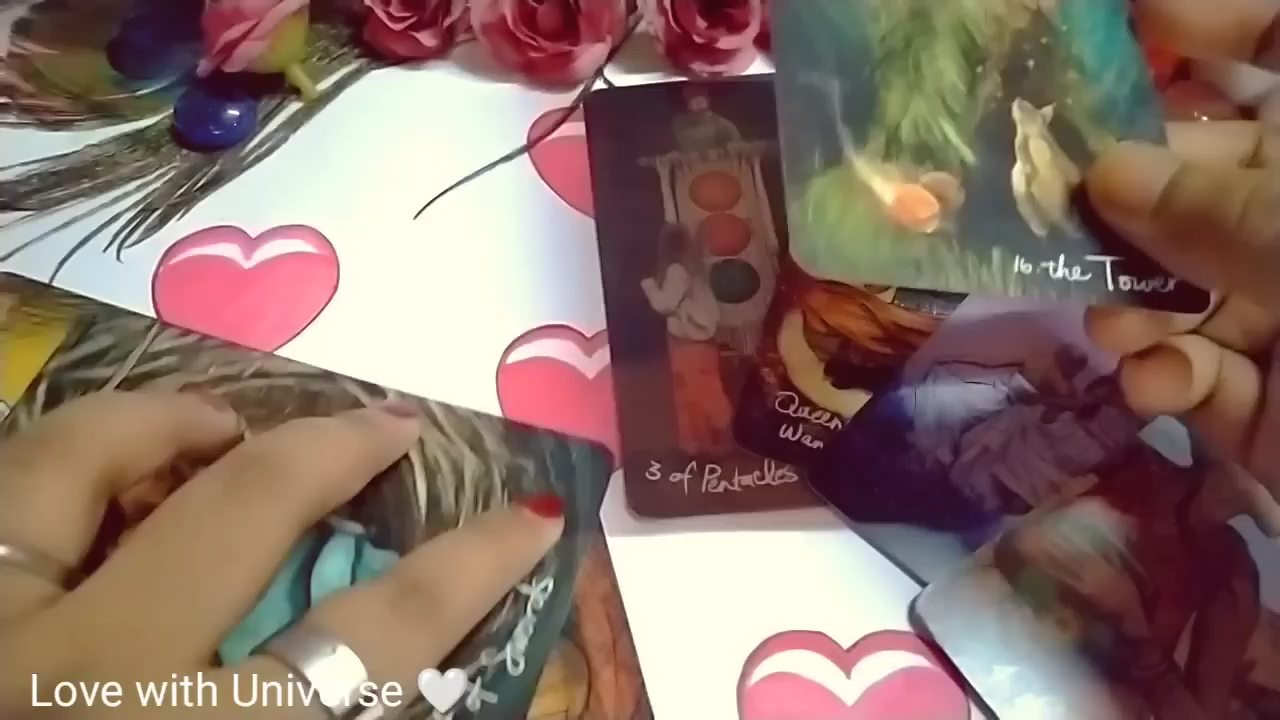 16. the Tower
Queen
Wan
3 of Pentacles
Love with Universe 🤍